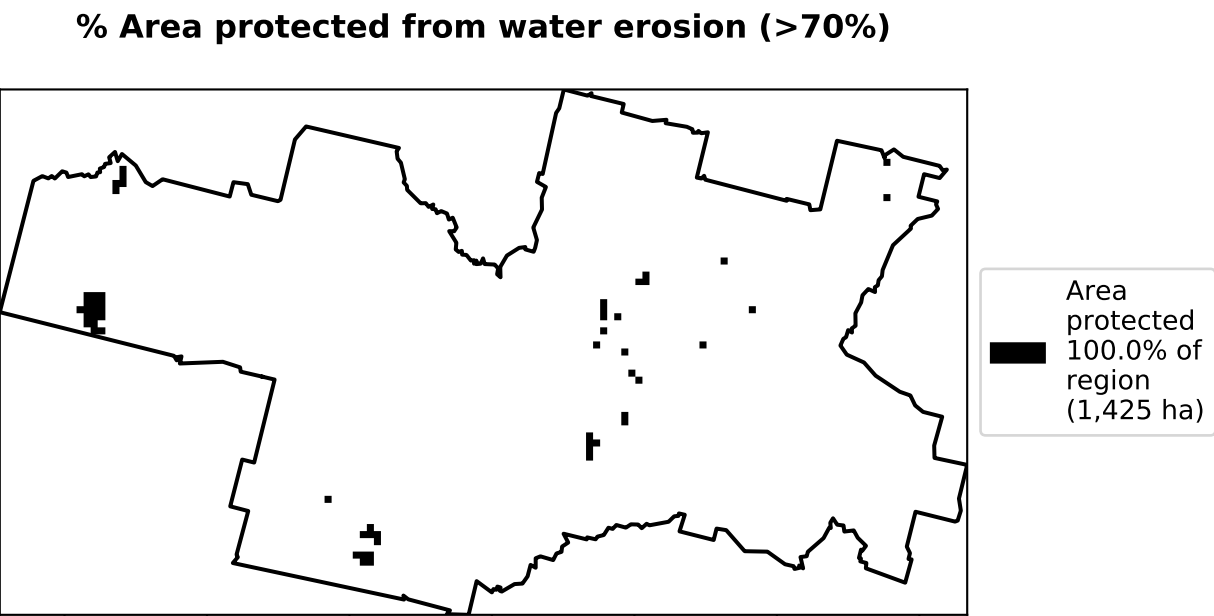 % Area protected from water erosion (>70%)
Area
protected
100.0% of
region
(1,425 ha)